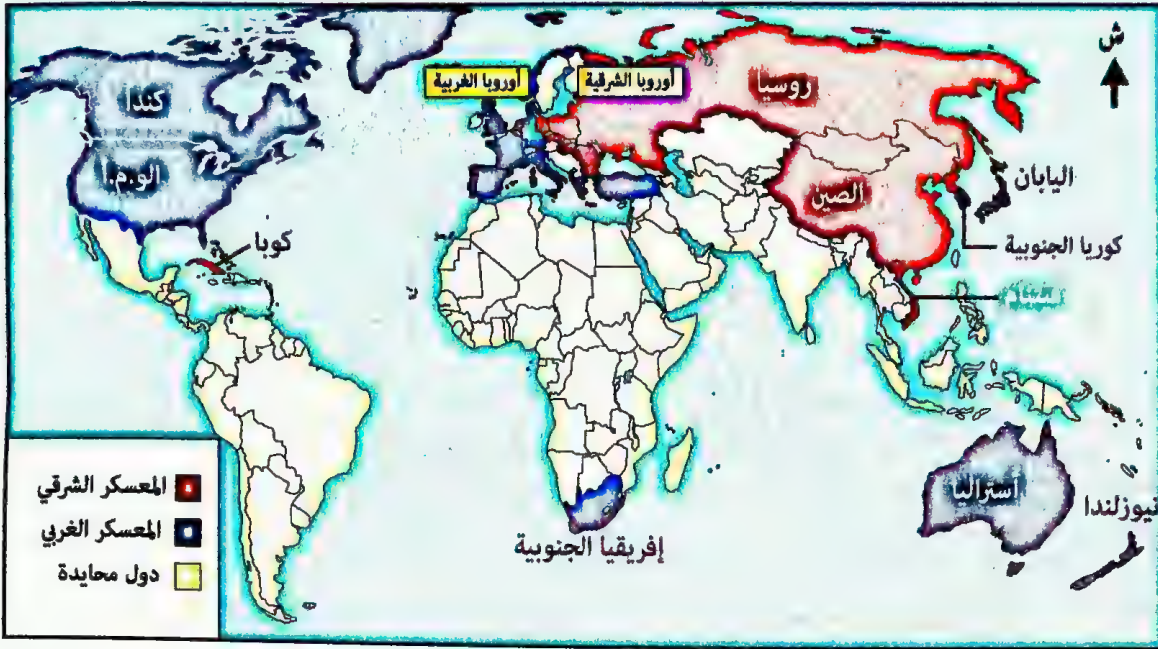 ش
أوروبا الغربية
أوروبا الشرقية
روسيا
كندا
الو.م.أ
اليابان
الصين
كوبا
كوريا الجنوبية
أستراليا
نيوزلندا
إفريقيا الجنوبية
المعسكر الشرقي
المعسكر الغربي
دول محايدة